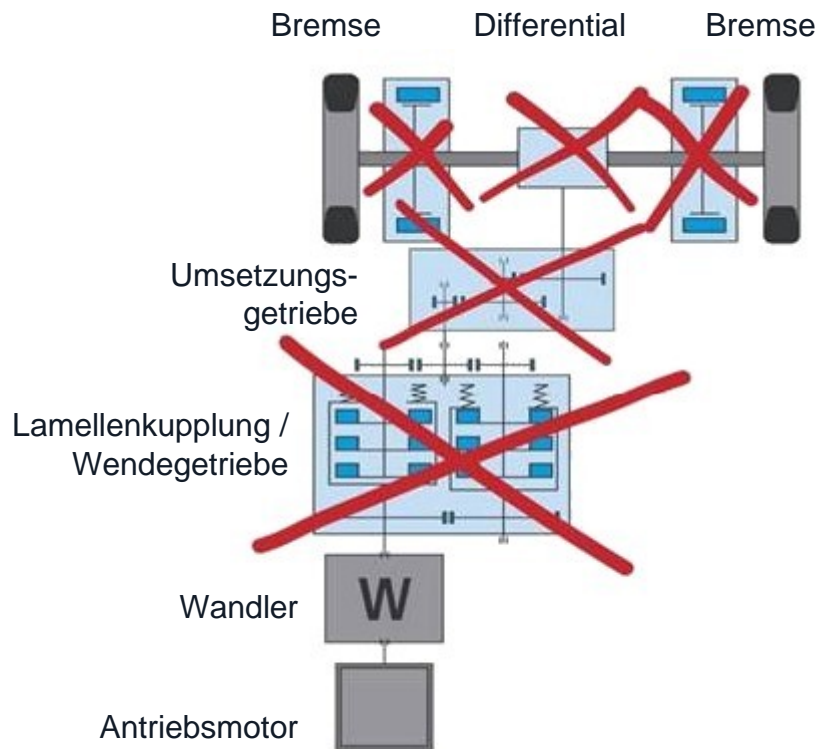 Bremse Differential Bremse
Umsetzungs-
getriebe
Lamellenkupplung /
Wendegetriebe
Wandler
W
Antriebsmotor